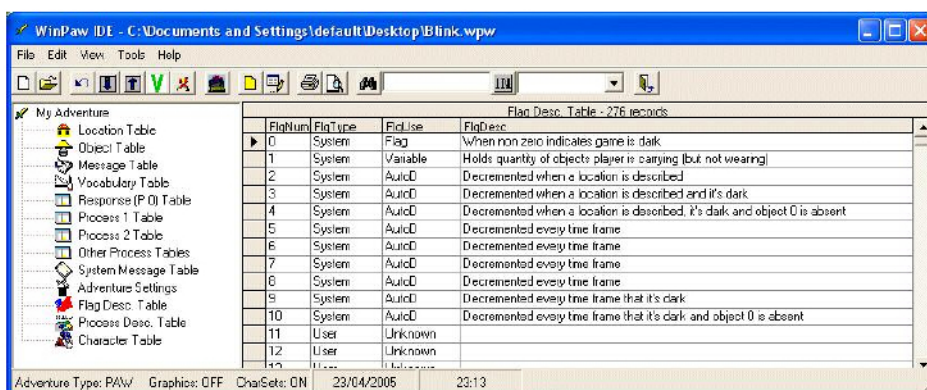 WinPaw IDE - C:\Documents and Settings\default\Desktop\Blink.wpw
File Edit View Tools Help
My Adventure
Location Table
Object Table
Message Table
Vocabulary Table
Response (P 0) Table
Process 1 Table
Process 2 Table
Other Process Tables
System Message Table
Adventure Settings
Flag Desc. Table
Process Desc. Table
Character Table
Flag Desc. Table - 276 records
FlgNum FlgType FlgUse FlgDesc
0 System Flag When non zero indicates game is dark
1 System Variable Holds quantity of objects player is carrying (but not wearing)
2 System AutoD Decremented when a location is described
3 System AutoD Decremented when a location is described and it's dark
4 System AutoD Decremented when a location is described, it's dark and object 0 is absent
5 System AutoD Decremented every time frame
6 System AutoD Decremented every time frame
7 System AutoD Decremented every time frame
8 System AutoD Decremented every time frame
9 System AutoD Decremented every time frame that it's dark
10 System AutoD Decremented every time frame that it's dark and object 0 is absent
11 User Unknown
12 User Unknown
Adventure Type: PAW Graphics: OFF CharSets: ON 23/04/2005 23:13